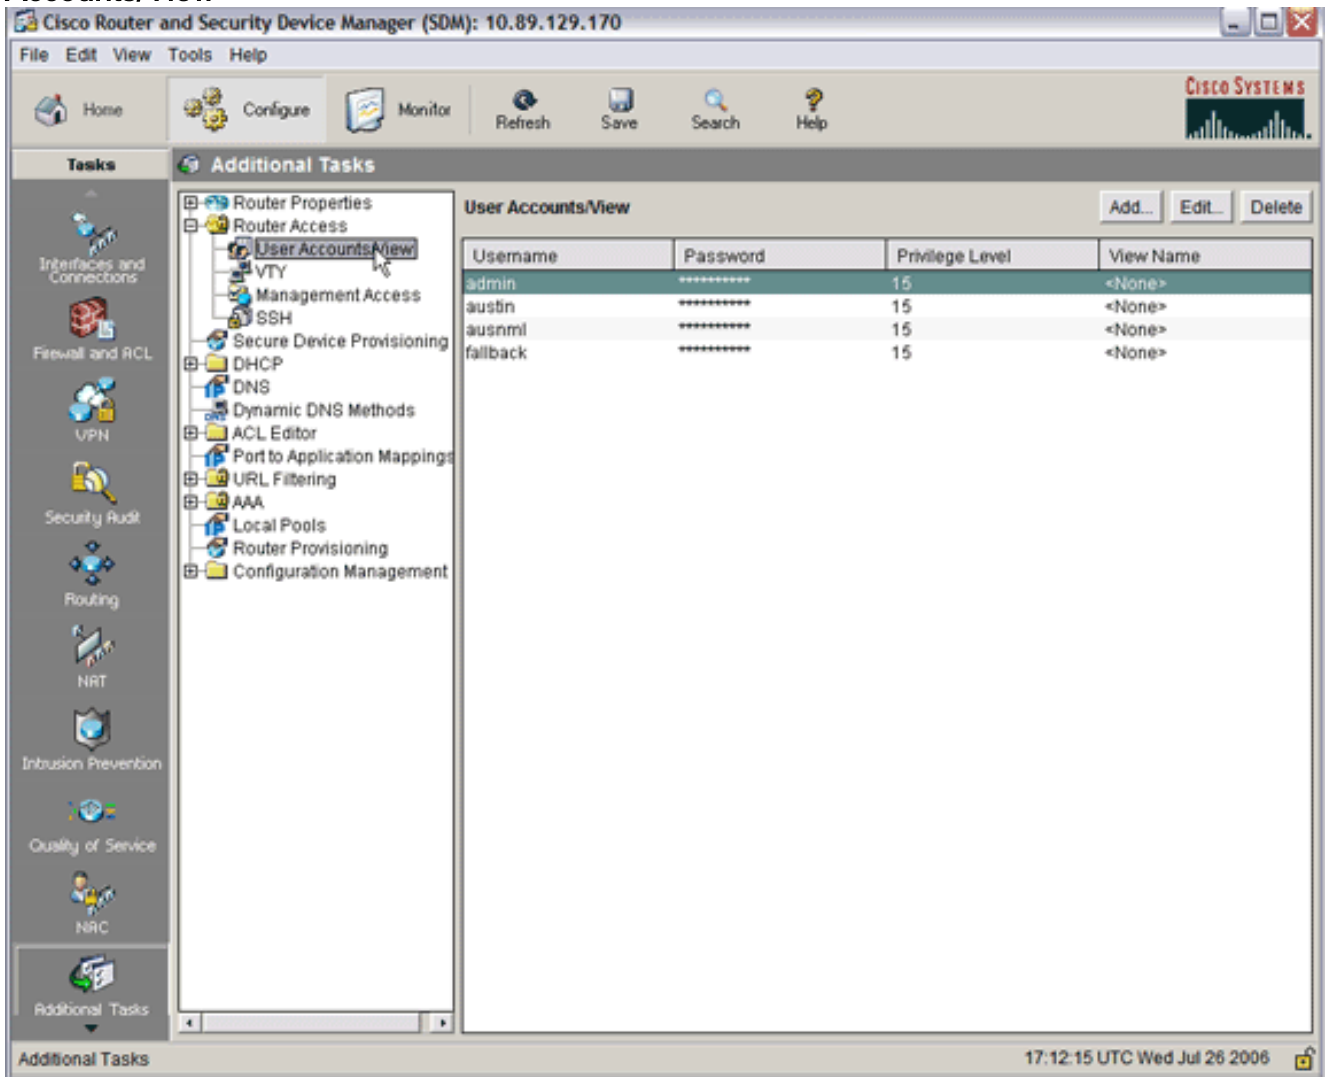 Cisco Router and Security Device Manager (SDM): 10.89.129.170
File Edit View Tools Help
Home Configure Monitor Refresh Save Search Help
CISCO SYSTEMS
Tasks
Additional Tasks
Interfaces and
Connections
Firewall and ACL
VPN
Security Audit
Routing
NAT
Intrusion Prevention
Quality of Service
NAC
Additional Tasks
Router Properties
Router Access
User Accounts/View
VTY
Management Access
SSH
Secure Device Provisioning
DHCP
DNS
Dynamic DNS Methods
ACL Editor
Port to Application Mappings
URL Filtering
AAA
Local Pools
Router Provisioning
Configuration Management
User Accounts/View
Add... Edit... Delete
Username Password Privilege Level View Name
admin ********** 15 <None>
austin ********** 15 <None>
ausnml ********** 15 <None>
fallback ********** 15 <None>
Additional Tasks
17:12:15 UTC Wed Jul 26 2006